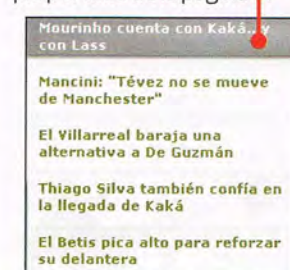 Mourinho cuenta con Kaká...y
con Lass
Mancini: "Tévez no se mueve
de Manchester"
El Villarreal baraja una
alternativa a De Guzmán
Thiago Silva también confía en
la llegada de Kaká
El Betis pica alto para reforzar
su delantera